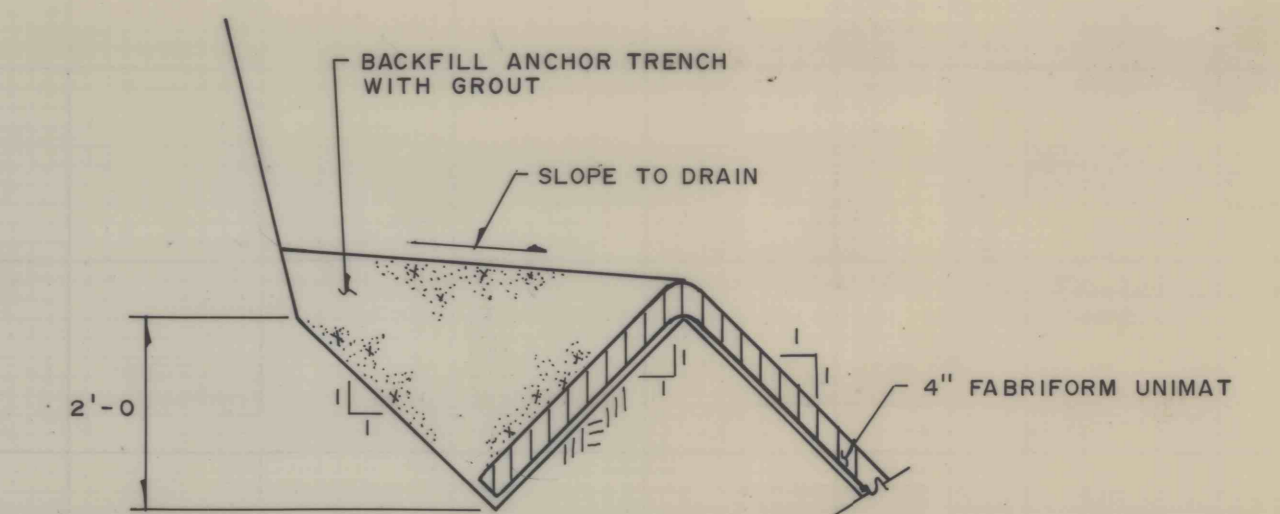 BACKFILL ANCHOR TRENCH
WITH GROUT
SLOPE TO DRAIN
1
1
1
1
2'-0
1
1
4" FABRIFORM UNIMAT